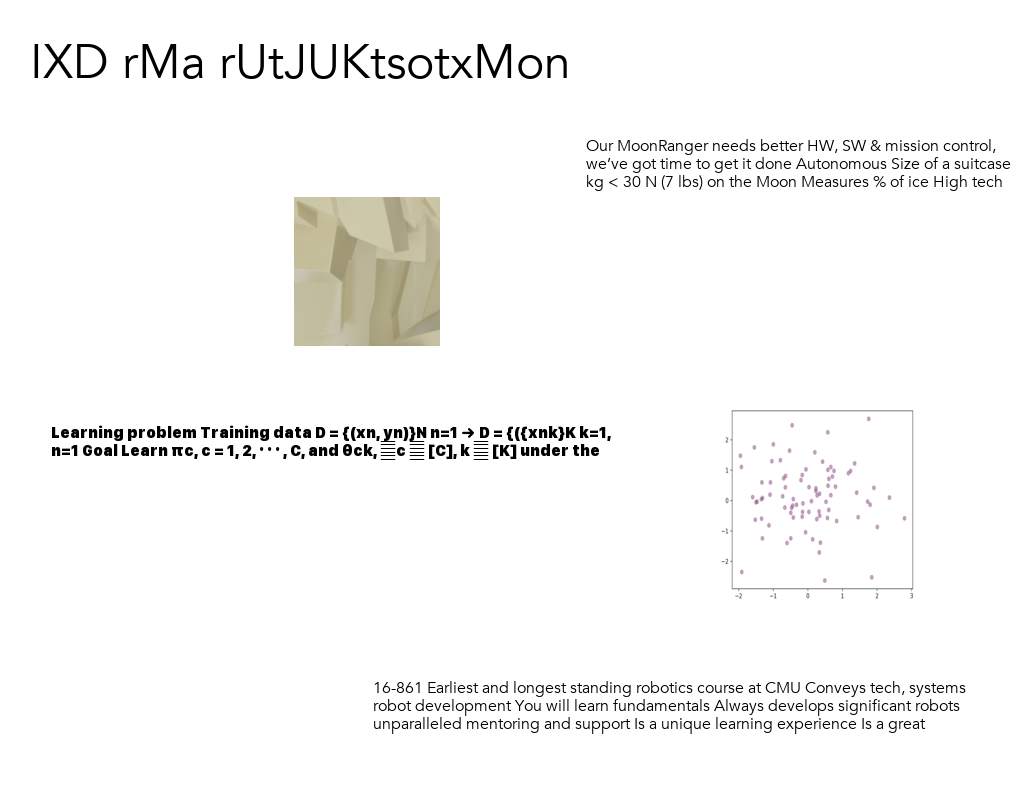 IXD rMa rUtJUKtsotxMon
Our MoonRanger needs better HW, SW & mission control,
we've got time to get it done Autonomous Size of a suitcase
kg < 30 N (7 lbs) on the Moon Measures % of ice High tech
Learning problem Training data D = {(xn, yn)}N n=1 → D = {({xnk}K k=1,
n=1 Goal Learn πc, c = 1, 2, · · · , C, and θck, c [C], k [K] under the
2
1
0
−1
−2
−2 −1 0 1 2 3
16-861 Earliest and longest standing robotics course at CMU Conveys tech, systems
robot development You will learn fundamentals Always develops significant robots
unparalleled mentoring and support Is a unique learning experience Is a great